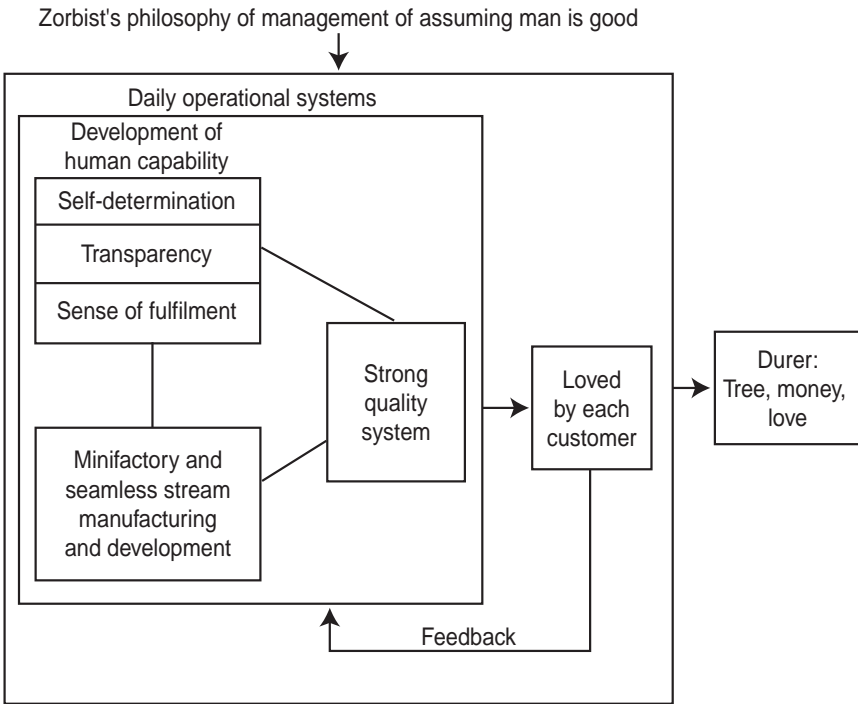 Zorbist's philosophy of management of assuming man is good
Daily operational systems
Development of
human capability
Self-determination
Transparency
Sense of fulfilment
Strong
quality
system
Minifactory and
seamless stream
manufacturing
and development
Loved
by each
customer
Durer:
Tree, money,
love
Feedback